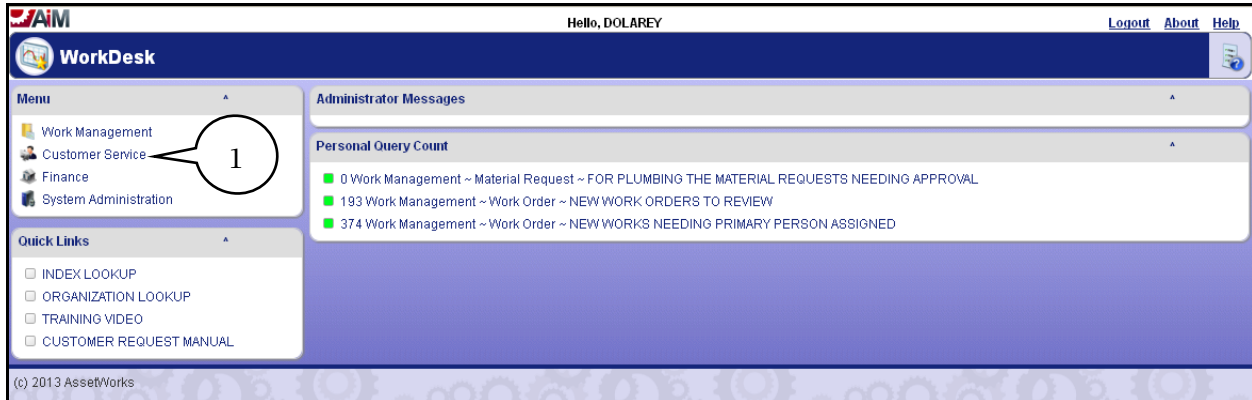 AiM
Hello, DOLAREY
Logout About Help
WorkDesk
Menu ^
Work Management
Customer Service
1
Finance
System Administration
Quick Links ^
INDEX LOOKUP
ORGANIZATION LOOKUP
TRAINING VIDEO
CUSTOMER REQUEST MANUAL
Administrator Messages ^
Personal Query Count ^
0 Work Management ~ Material Request ~ FOR PLUMBING THE MATERIAL REQUESTS NEEDING APPROVAL
193 Work Management ~ Work Order ~ NEW WORK ORDERS TO REVIEW
374 Work Management ~ Work Order ~ NEW WORKS NEEDING PRIMARY PERSON ASSIGNED
(c) 2013 AssetWorks